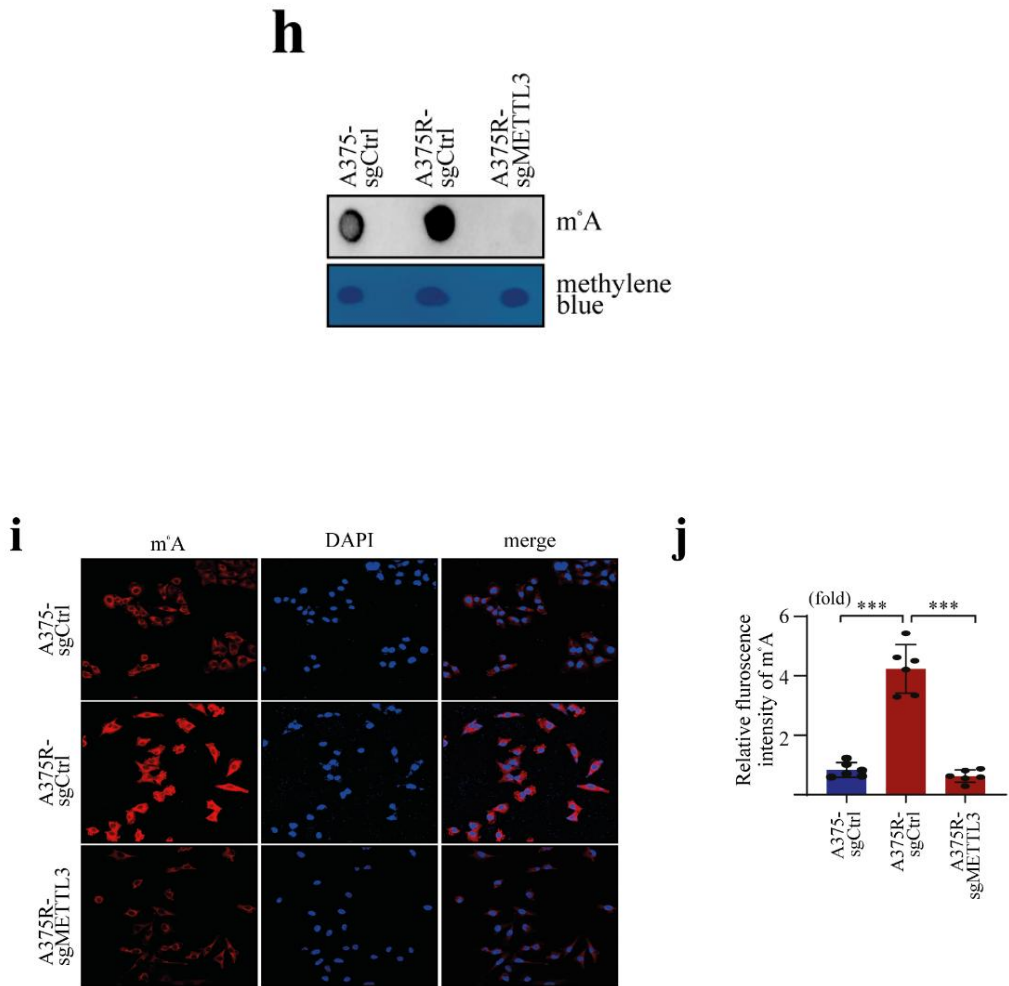 h
A375-
sgCtrl
A375R-
sgCtrl
A375R-
sgMETTL3
m⁶A
methylene
blue
i
m⁶A
DAPI
merge
A375-
sgCtrl
A375R-
sgCtrl
A375R-
sgMETTL3
j
(fold)
***
***
Relative fluroscence
intensity of m⁶A
6
4
2
A375-
sgCtrl
A375R-
sgCtrl
A375R-
sgMETTL3